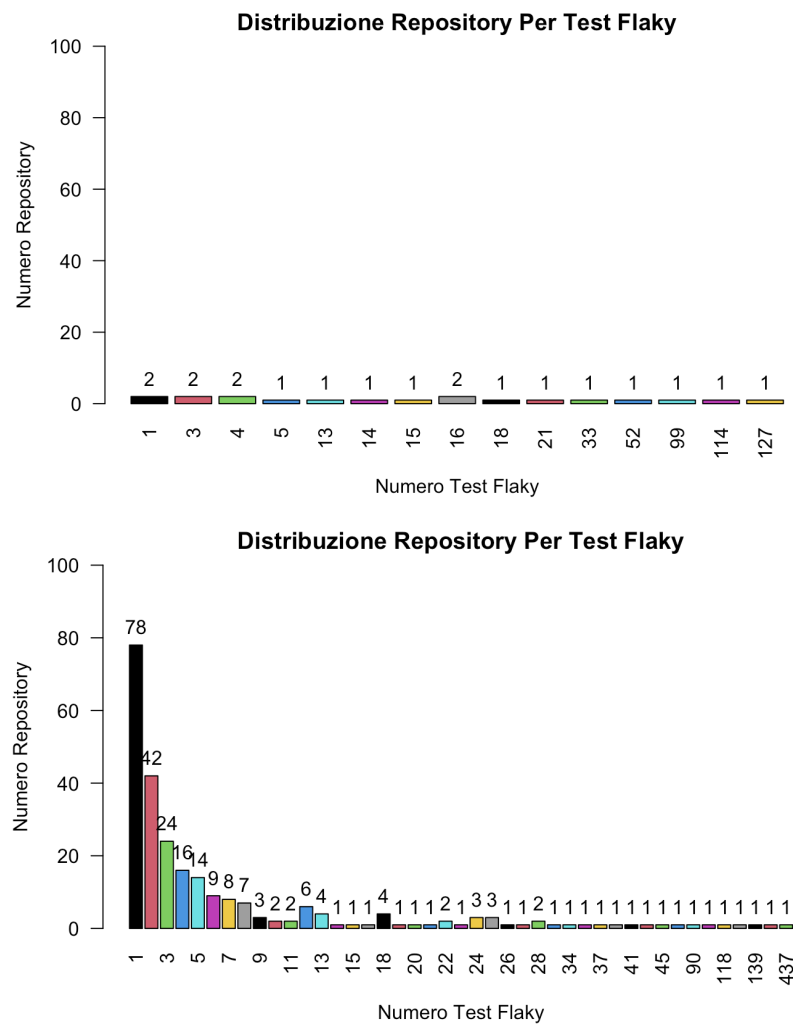 Distribuzione Repository Per Test Flaky
100
80
60
40
20
0
Numero Repository
2 2 2 1 1 1 1 2 1 1 1 1 1 1 1
1 3 4 5 13 14 15 16 18 21 33 52 99 114 127
Numero Test Flaky
Distribuzione Repository Per Test Flaky
100
80
60
40
20
0
Numero Repository
78 42 24 16 14 9 8 7 3 2 2 6 4 1 1 1 4 1 1 1 2 1 3 3 1 1 2 1 1 1 1 1 1 1 1 1 1 1 1 1 1 1 1
1 3 5 7 9 11 13 15 18 20 22 24 26 28 34 37 41 45 90 118 139 437
Numero Test Flaky